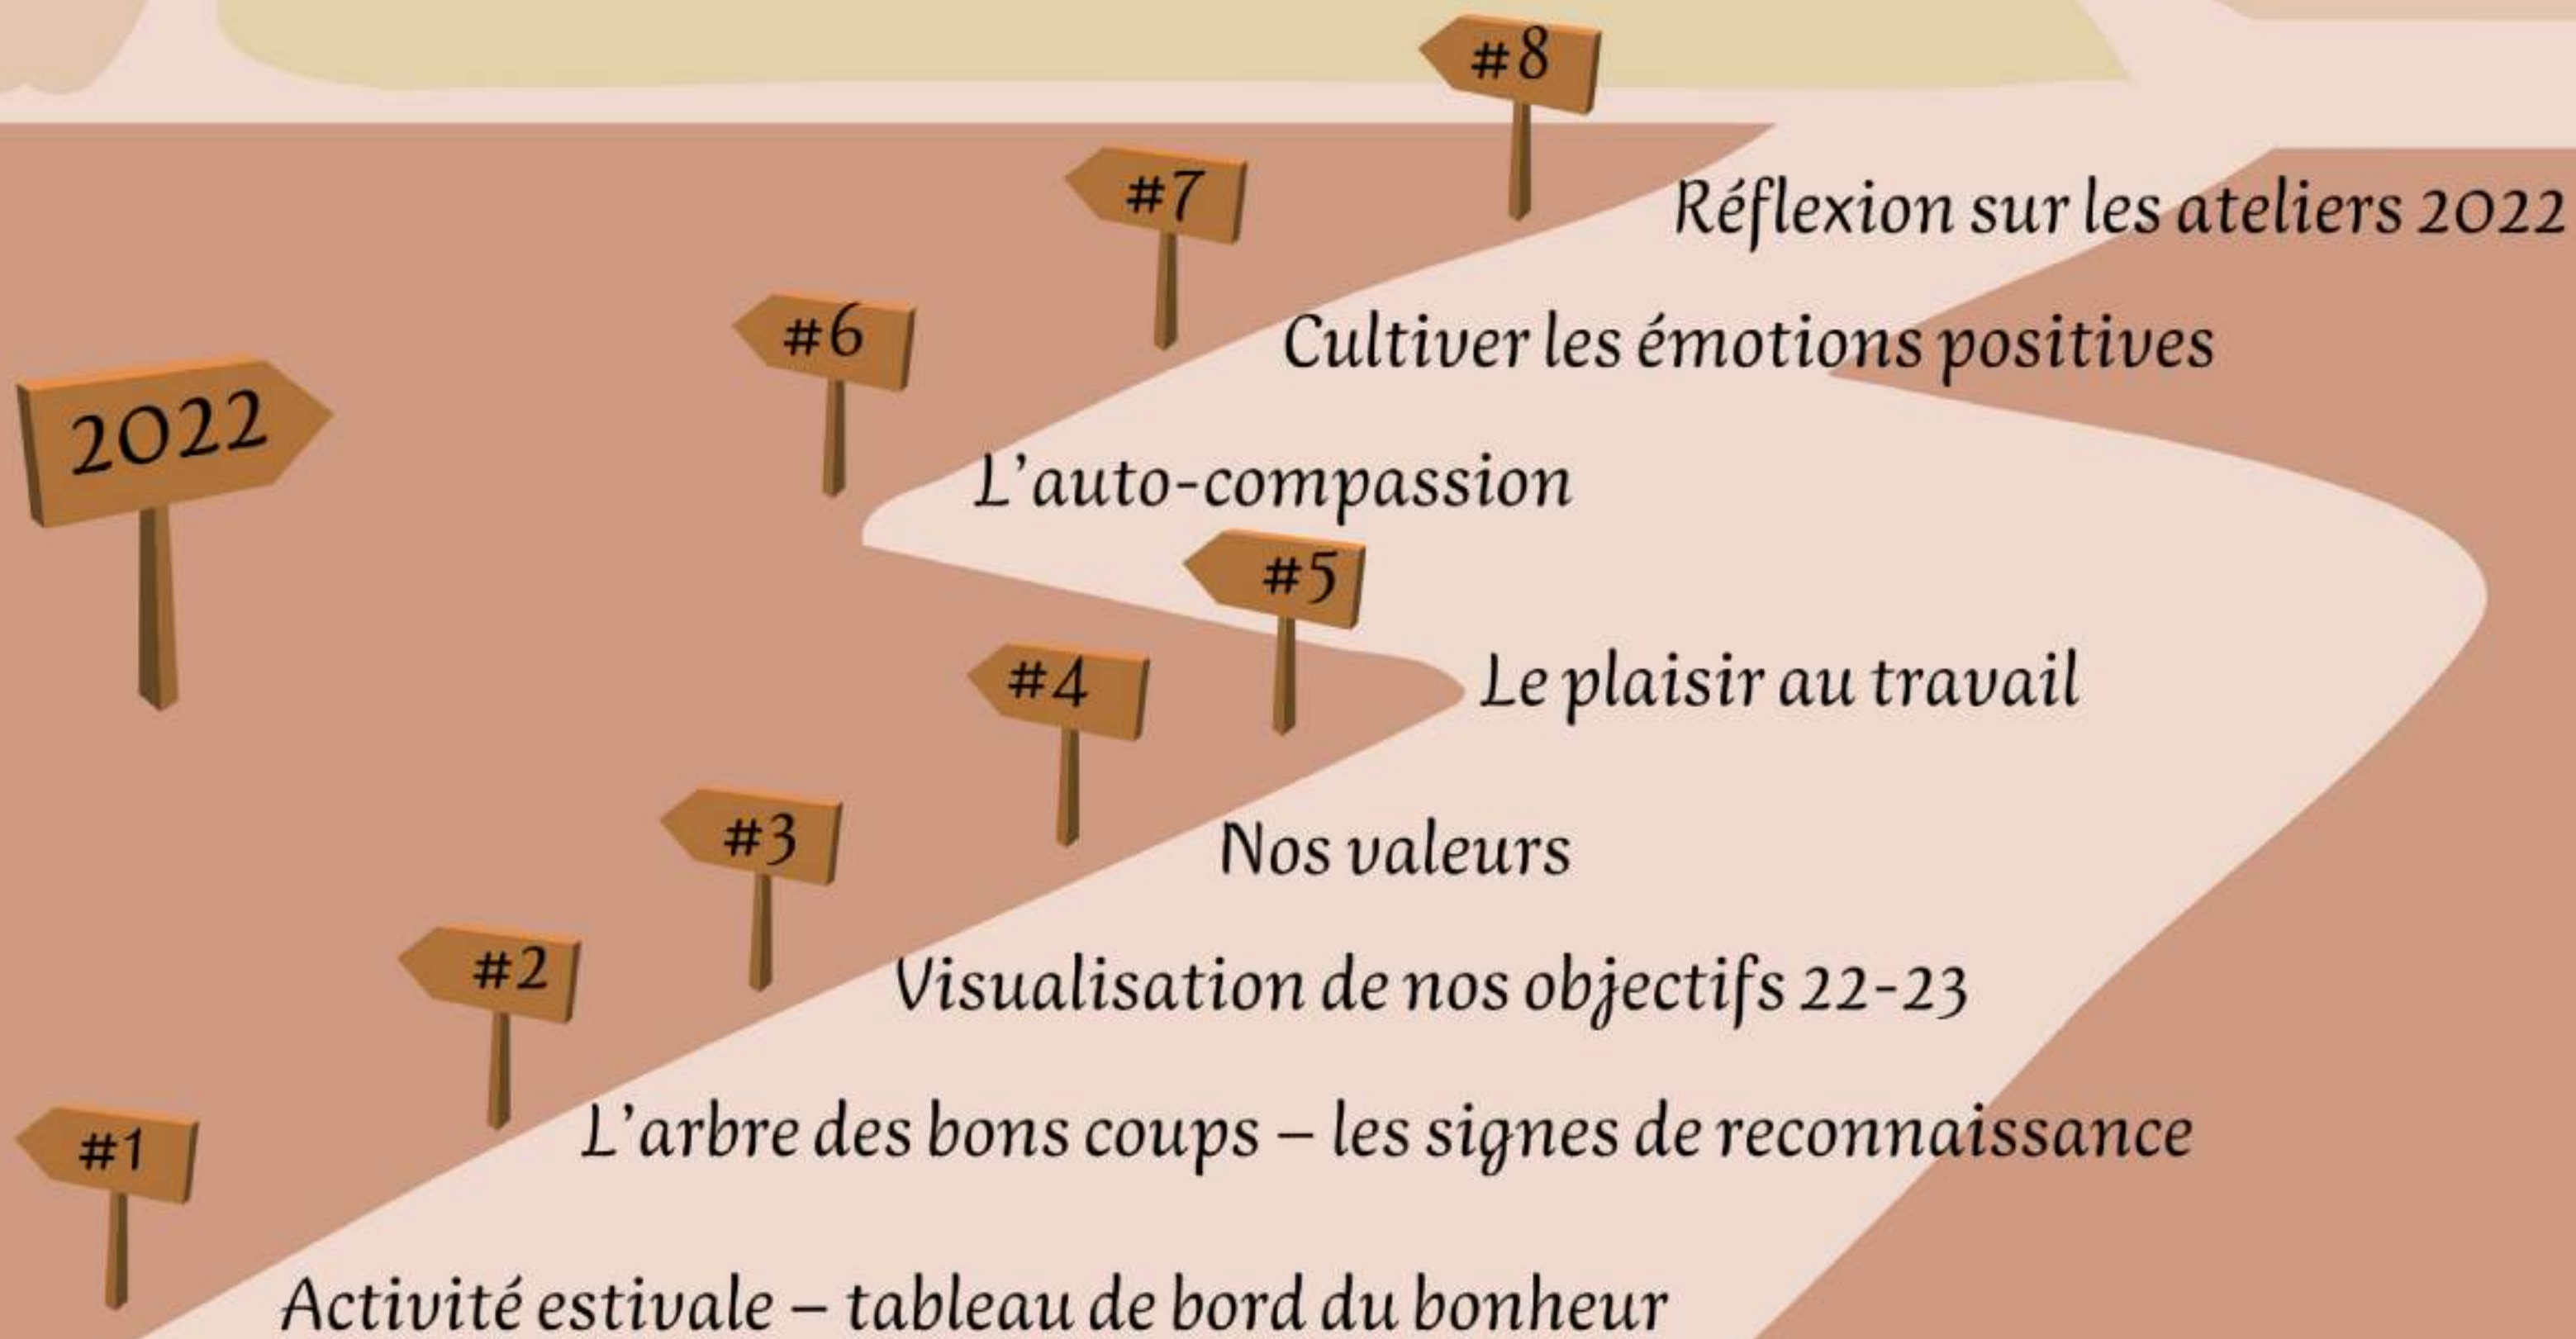 #8
Réflexion sur les ateliers 2022
#7
Cultiver les émotions positives
#6
L'auto-compassion
2022
#5
Le plaisir au travail
#4
Nos valeurs
#3
Visualisation de nos objectifs 22-23
#2
L'arbre des bons coups – les signes de reconnaissance
#1
Activité estivale – tableau de bord du bonheur